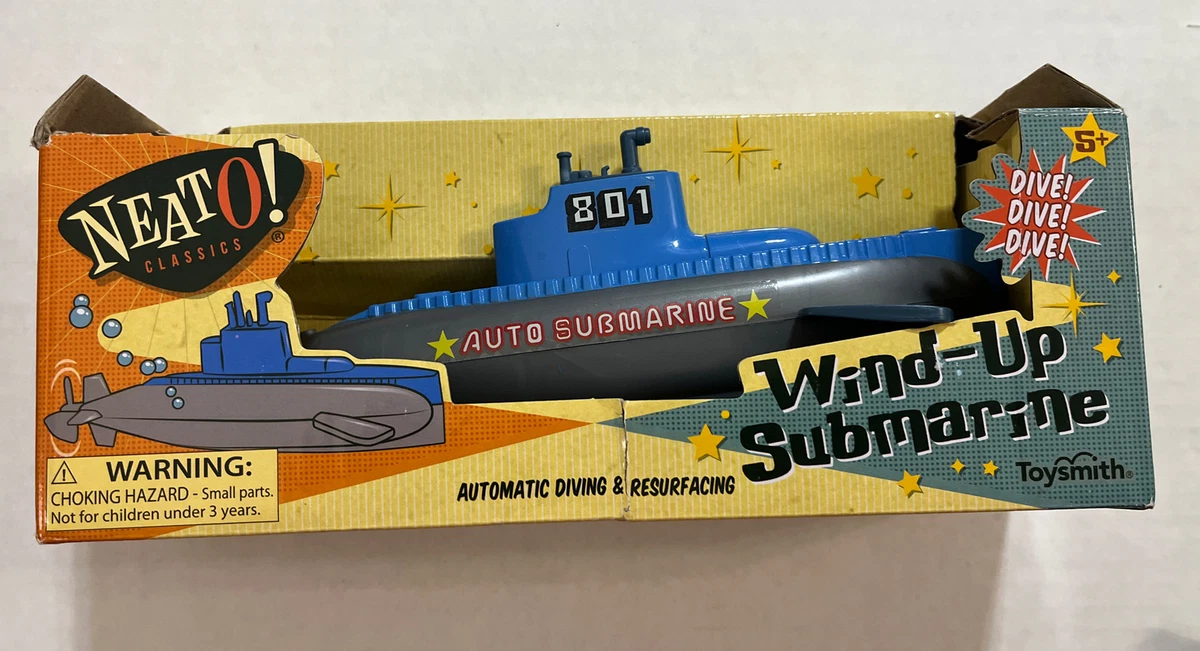 NEATO!
CLASSICS ®
801
AUTO SUBMARINE
5+
DIVE!
DIVE!
DIVE!
Wind-Up
Submarine
Toysmith®
AUTOMATIC DIVING & RESURFACING
WARNING:
CHOKING HAZARD - Small parts.
Not for children under 3 years.